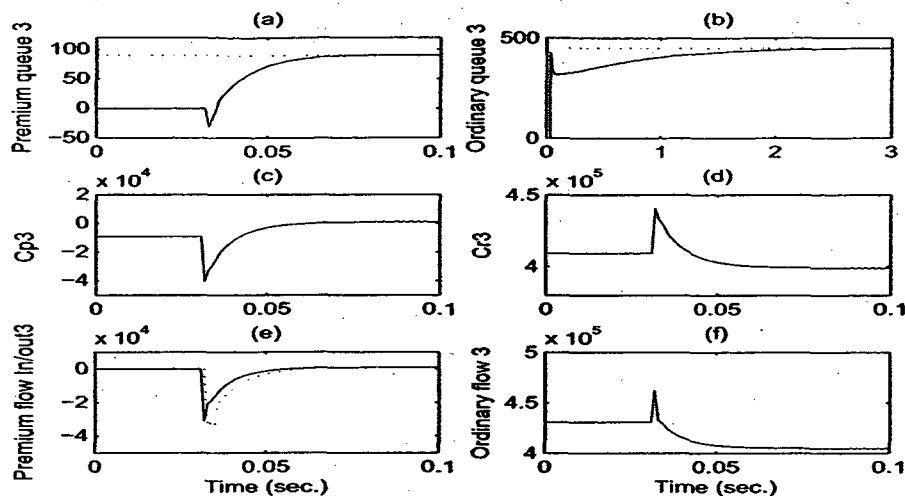 (a)
Premium queue 3
100
50
0
-50
0
0.05
0.1
(b)
Ordinary queue 3
500
0
0
1
2
3
(c)
x 10^4
Cp3
2
0
-2
-4
0
0.05
0.1
(d)
x 10^5
Cr3
4.5
4
0
0.05
0.1
(e)
x 10^4
Premium flow In/out3
0
-2
-4
0
0.05
0.1
Time (sec.)
(f)
x 10^5
Ordinary flow 3
5
4.5
4
0
0.05
0.1
Time (sec.)